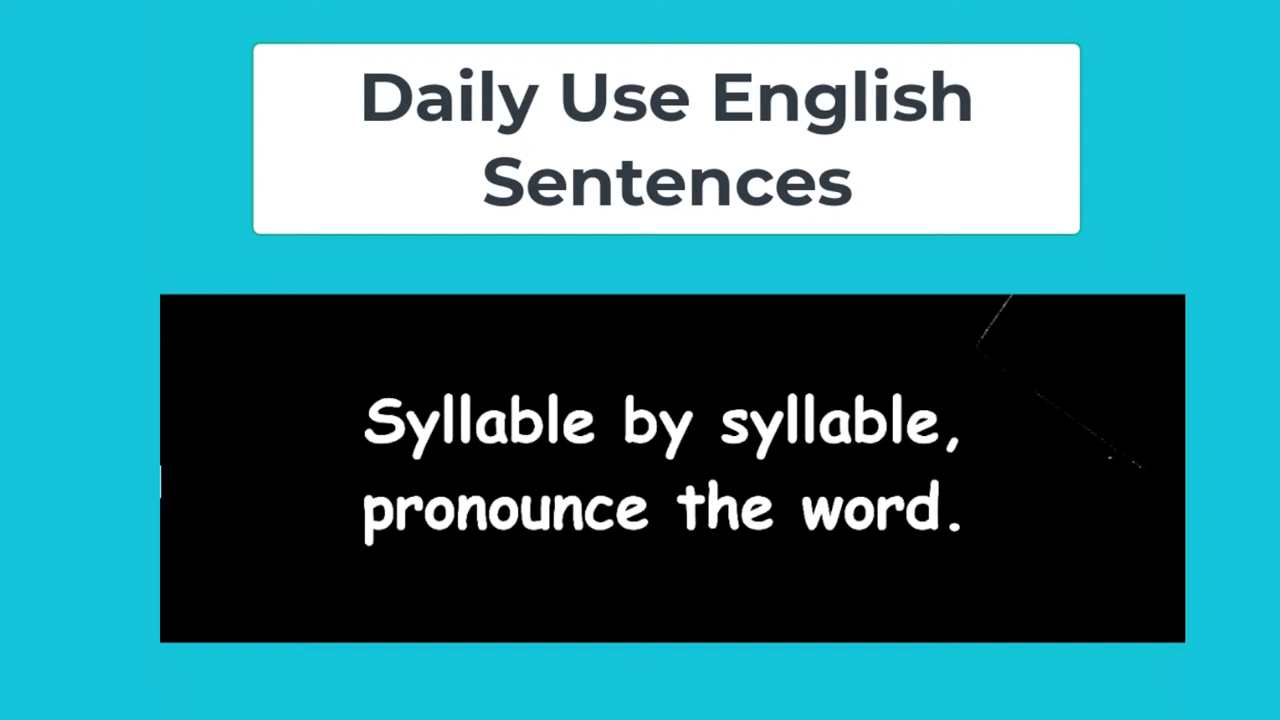 Daily Use English
Sentences
Syllable by syllable,
pronounce the word.